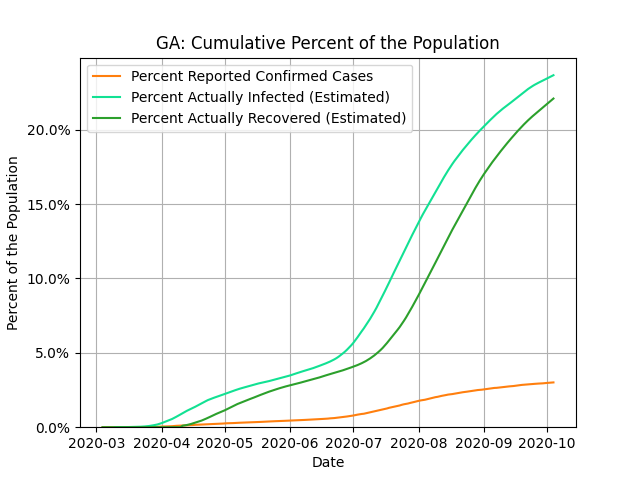 GA: Cumulative Percent of the Population
Percent Reported Confirmed Cases
Percent Actually Infected (Estimated)
Percent Actually Recovered (Estimated)
Percent of the Population
20.0%
15.0%
10.0%
5.0%
0.0%
2020-03 2020-04 2020-05 2020-06 2020-07 2020-08 2020-09 2020-10
Date